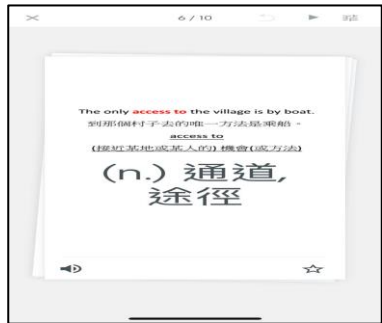 6 / 10
The only access to the village is by boat.
到那個村子去的唯一方法是乘船。
access to
(接近某地或某人的) 機會(或方法)
(n.) 通道,
途徑